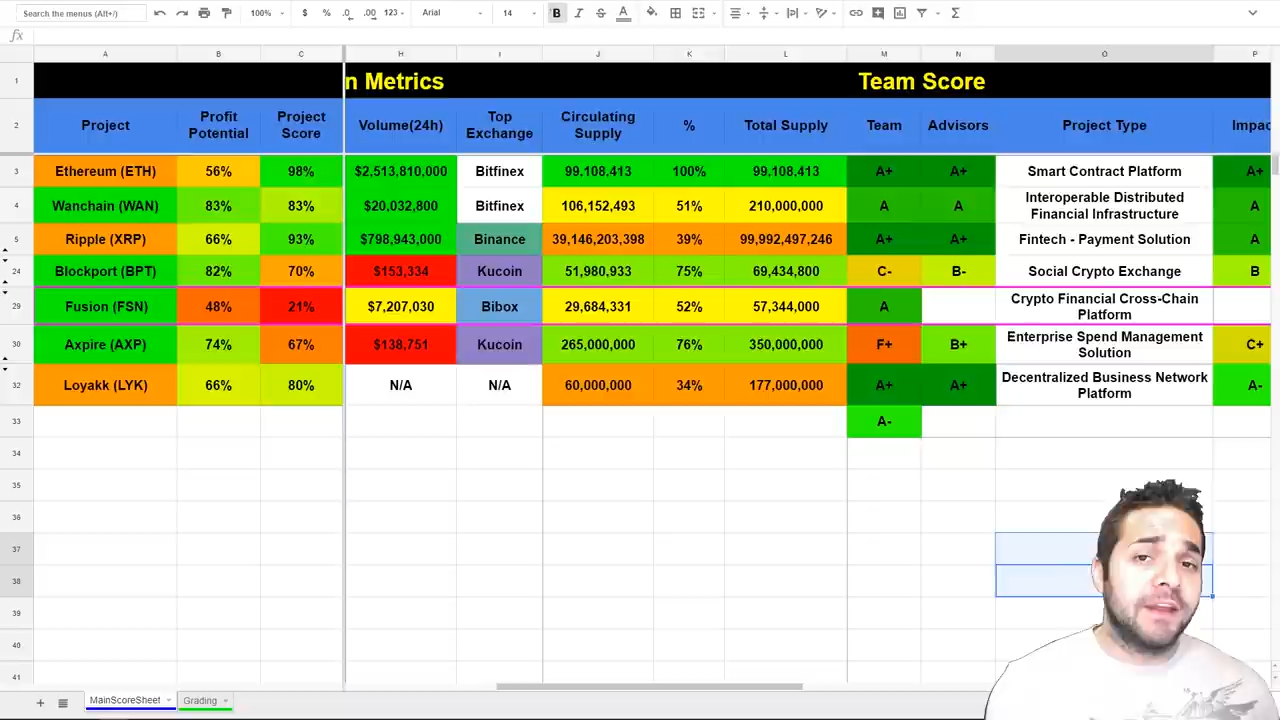 Search the menus (Alt+/) 100% $ % .0 .00 123 Arial 14 B I S A Σ
fx
A B C H I J K L M N O P
1 n Metrics Team Score
Project Profit Potential Project Score Volume(24h) Top Exchange Circulating Supply % Total Supply Team Advisors Project Type Impac
3 Ethereum (ETH) 56% 98% $2,513,810,000 Bitfinex 99,108,413 100% 99,108,413 A+ A+ Smart Contract Platform A+
4 Wanchain (WAN) 83% 83% $20,032,800 Bitfinex 106,152,493 51% 210,000,000 A A Interoperable Distributed Financial Infrastructure A
5 Ripple (XRP) 66% 93% $798,943,000 Binance 39,146,203,398 39% 99,992,497,246 A+ A+ Fintech - Payment Solution A
24 Blockport (BPT) 82% 70% $153,334 Kucoin 51,980,933 75% 69,434,800 C- B- Social Crypto Exchange B
29 Fusion (FSN) 48% 21% $7,207,030 Bibox 29,684,331 52% 57,344,000 A Crypto Financial Cross-Chain Platform
30 Axpire (AXP) 74% 67% $138,751 Kucoin 265,000,000 76% 350,000,000 F+ B+ Enterprise Spend Management Solution C+
32 Loyakk (LYK) 66% 80% N/A N/A 60,000,000 34% 177,000,000 A+ A+ Decentralized Business Network Platform A-
33 A-
34
35
36
37
38
39
40
41
+ MainScoreSheet Grading